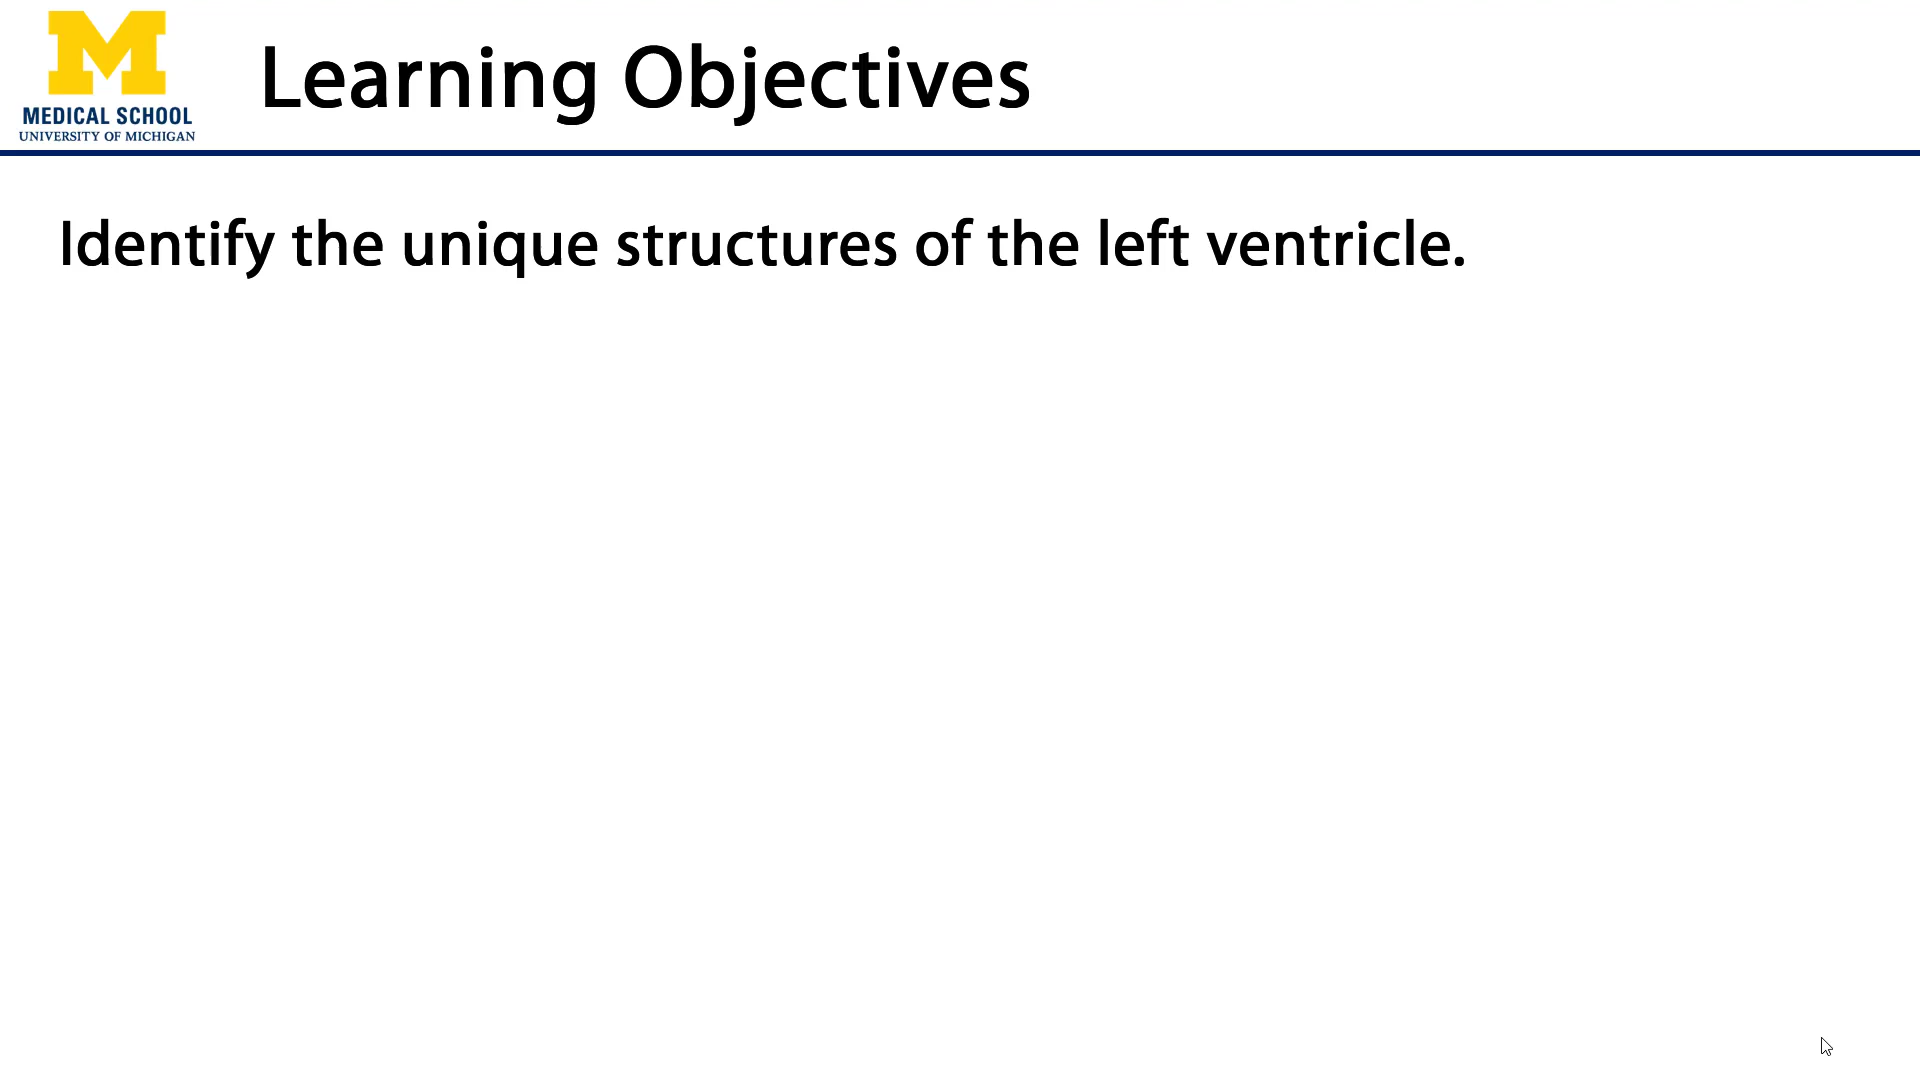 M
MEDICAL SCHOOL
UNIVERSITY OF MICHIGAN
Learning Objectives
Identify the unique structures of the left ventricle.